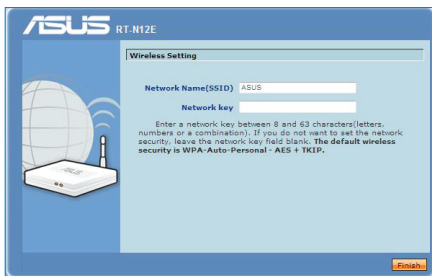 ASUS RT-N12E
Wireless Setting
Network Name(SSID) ASUS
Network key
Enter a network key between 8 and 63 characters(letters,
numbers or a combination). If you do not want to set the network
security, leave the network key field blank. The default wireless
security is WPA-Auto-Personal - AES + TKIP.
Finish